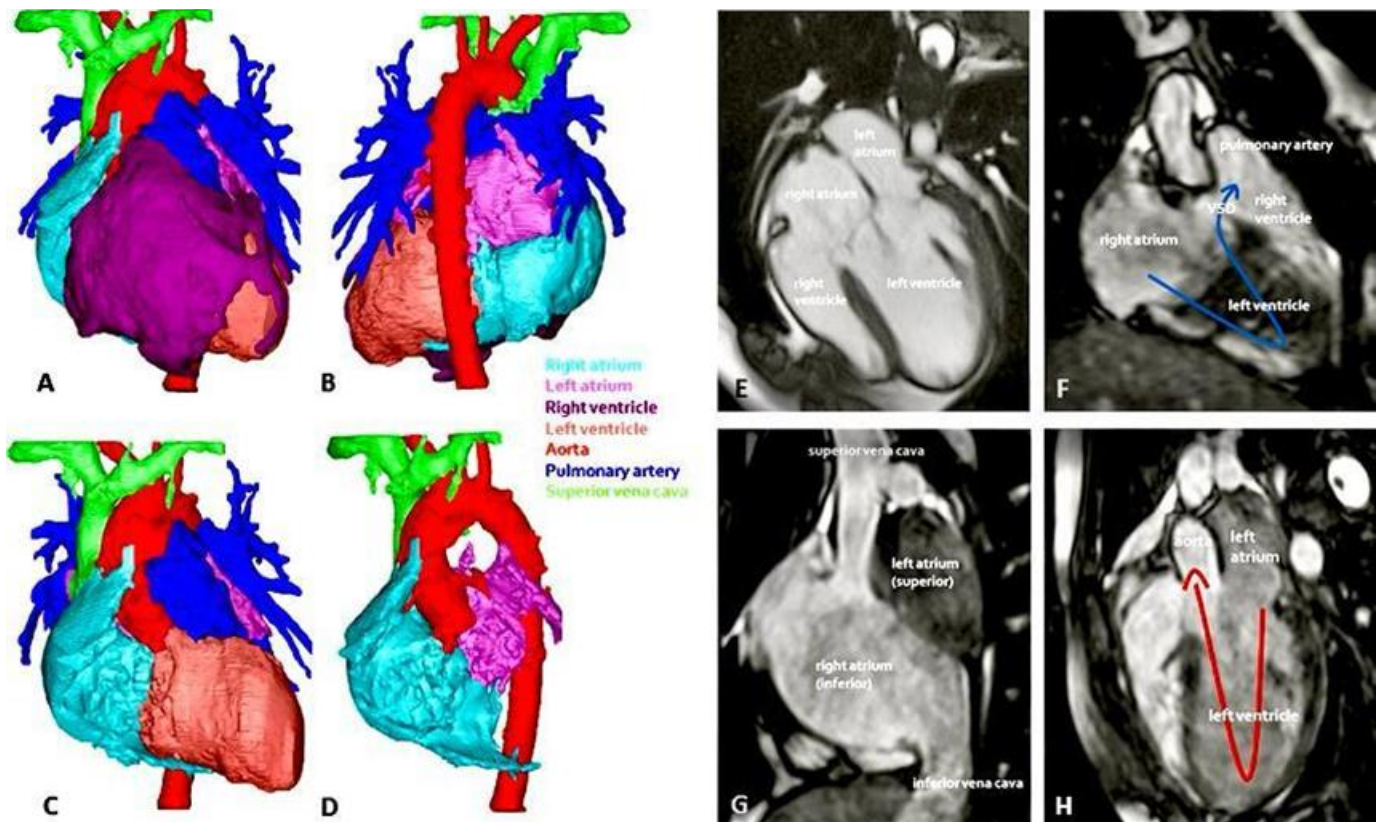 A
B
Right atrium
Left atrium
Right ventricle
Left ventricle
Aorta
Pulmonary artery
Superior vena cava
C
D
left
atrium
right atrium
right
ventricle
left ventricle
E
pulmonary artery
VSD
right
ventricle
right atrium
left ventricle
F
superior vena cava
left atrium
(superior)
right atrium
(inferior)
inferior vena cava
G
aorta
left
atrium
left ventricle
H